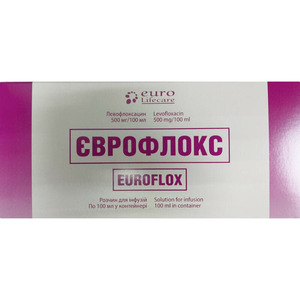 euro
Lifecare
Левофлоксацин Levofloxacin
500 мг/100 мл 500 mg/100 ml
ЄВРОФЛОКС
EUROFLOX
Розчин для інфузій Solution for infusion
По 100 мл у контейнері 100 ml in container